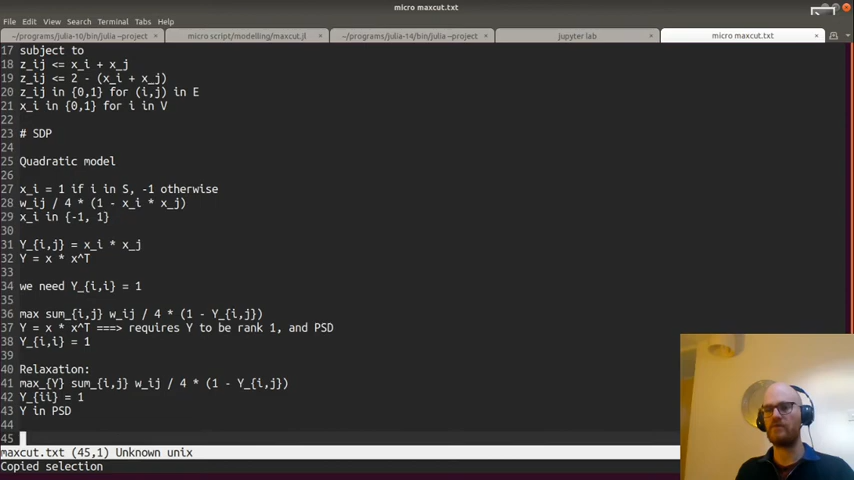 micro maxcut.txt
File Edit View Search Terminal Tabs Help
~/programs/julia-10/bin/julia --project × micro script/modelling/maxcut.jl × ~/programs/julia-14/bin/julia --project × jupyter lab × micro maxcut.txt ×
17 subject to
18 z_ij <= x_i + x_j
19 z_ij <= 2 - (x_i + x_j)
20 z_ij in {0,1} for (i,j) in E
21 x_i in {0,1} for i in V
22
23 # SDP
24
25 Quadratic model
26
27 x_i = 1 if i in S, -1 otherwise
28 w_ij / 4 * (1 - x_i * x_j)
29 x_i in {-1, 1}
30
31 Y_{i,j} = x_i * x_j
32 Y = x * x^T
33
34 we need Y_{i,i} = 1
35
36 max sum_{i,j} w_ij / 4 * (1 - Y_{i,j})
37 Y = x * x^T ===> requires Y to be rank 1, and PSD
38 Y_{i,i} = 1
39
40 Relaxation:
41 max_{Y} sum_{i,j} w_ij / 4 * (1 - Y_{i,j})
42 Y_{ii} = 1
43 Y in PSD
44
45
maxcut.txt (45,1) Unknown unix
Copied selection